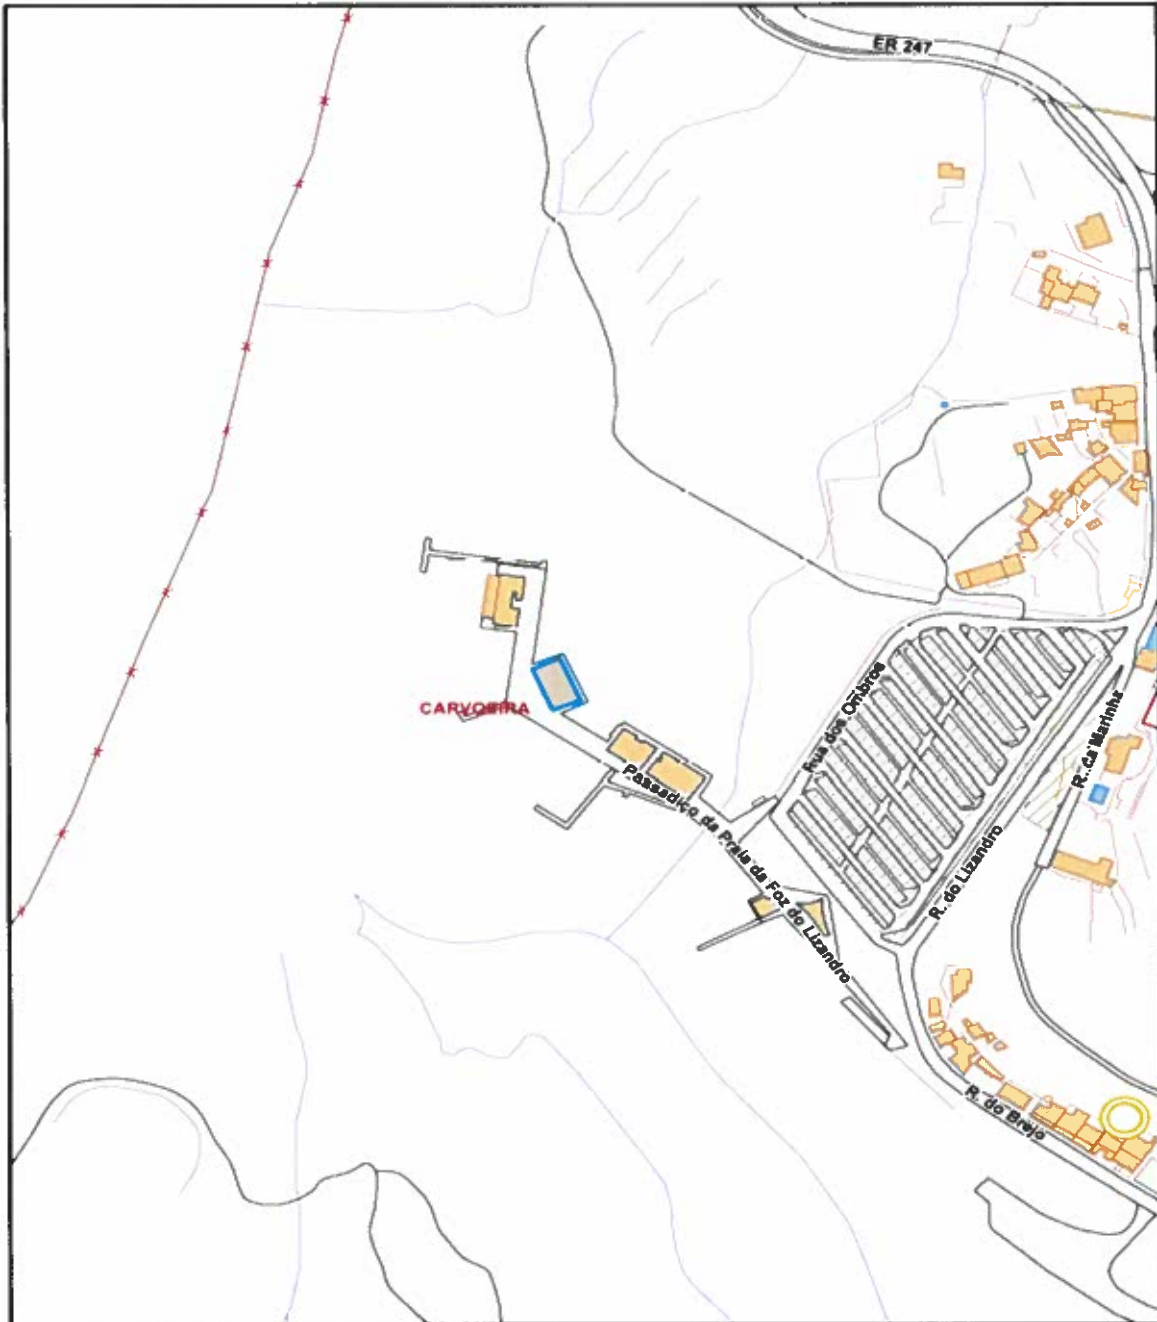 ER 247
Rua dos Ombros
R. da Marinha
CARVOEIRA
Passadiço da Praia da Foz do Lizandro
R. do Lizandro
R. do Brejo